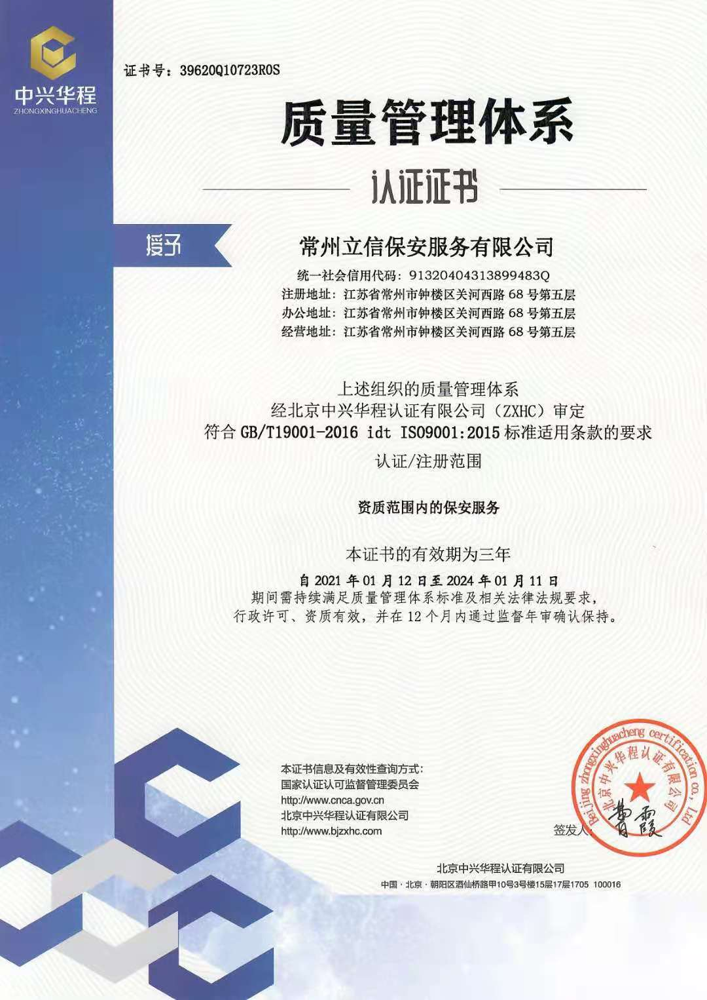 中兴华程
ZHONGXINGHUACHENG
证书号：39620Q10723R0S
质量管理体系
认证证书
授予
常州立信保安服务有限公司
统一社会信用代码：91320404313899483Q
注册地址：江苏省常州市钟楼区关河西路 68 号第五层
办公地址：江苏省常州市钟楼区关河西路 68 号第五层
经营地址：江苏省常州市钟楼区关河西路 68 号第五层
上述组织的质量管理体系
经北京中兴华程认证有限公司（ZXHC）审定
符合 GB/T19001-2016 idt ISO9001:2015 标准适用条款的要求
认证/注册范围
资质范围内的保安服务
本证书的有效期为三年
自 2021 年 01 月 12 日至 2024 年 01 月 11 日
期间需持续满足质量管理体系标准及相关法律法规要求，
行政许可、资质有效，并在 12 个月内通过监督年审确认保持。
本证书信息及有效性查询方式：
国家认证认可监督管理委员会
http://www.cnca.gov.cn
北京中兴华程认证有限公司
http://www.bjzxhc.com
Beijing zhongxinghuacheng certification co., Ltd
北京中兴华程认证有限公司
签发人：
北京中兴华程认证有限公司
中国·北京·朝阳区酒仙桥路甲10号3号楼15层17层1705 100016